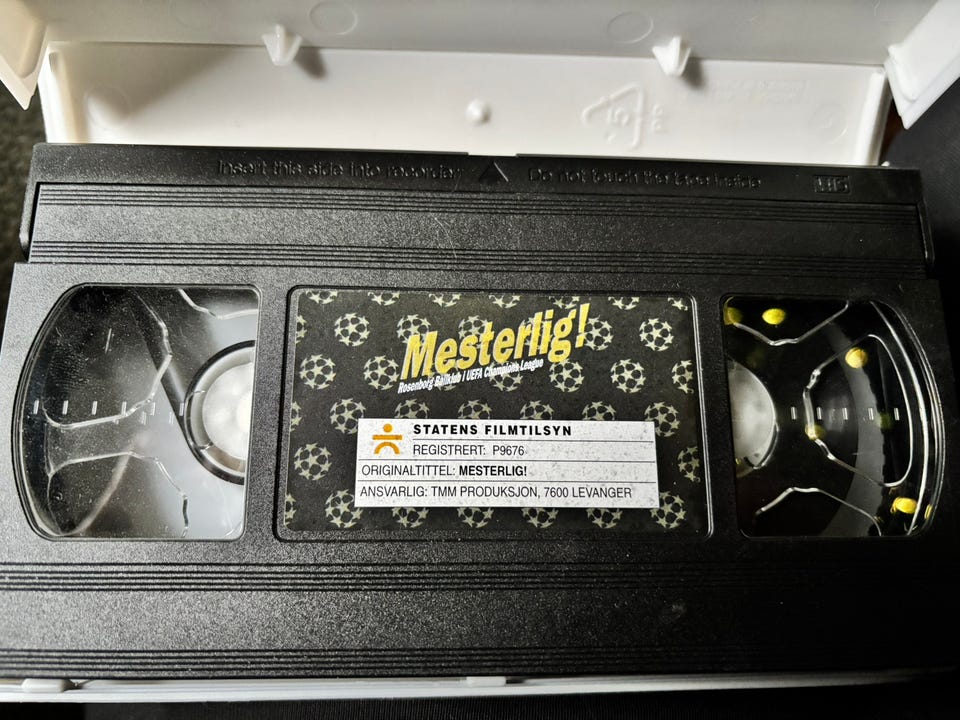 Insert this side into recorder Do not touch the tape inside VHS
Mesterlig!
Rosenborg Ballklub i UEFA Champions League
STATENS FILMTILSYN
REGISTRERT: P9676
ORIGINALTITTEL: MESTERLIG!
ANSVARLIG: TMM PRODUKSJON, 7600 LEVANGER